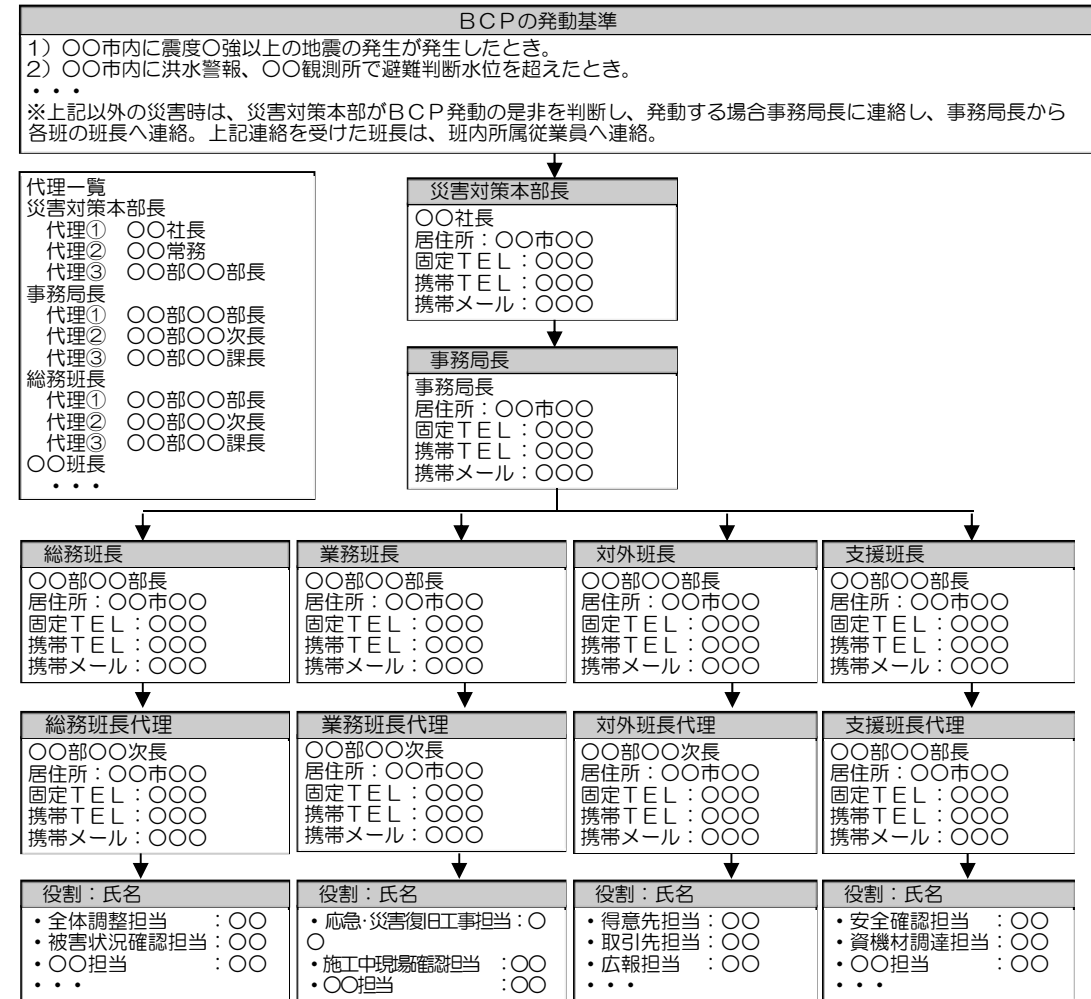 ＢＣＰの発動基準
１）〇〇市内に震度〇強以上の地震の発生が発生したとき。
２）〇〇市内に洪水警報、〇〇観測所で避難判断水位を超えたとき。
・・・
※上記以外の災害時は、災害対策本部がＢＣＰ発動の是非を判断し、発動する場合事務局長に連絡し、事務局長から
各班の班長へ連絡。上記連絡を受けた班長は、班内所属従業員へ連絡。
代理一覧
災害対策本部長
代理①　〇〇社長
代理②　〇〇常務
代理③　〇〇部〇〇部長
事務局長
代理①　〇〇部〇〇部長
代理②　〇〇部〇〇次長
代理③　〇〇部〇〇課長
総務班長
代理①　〇〇部〇〇部長
代理②　〇〇部〇〇次長
代理③　〇〇部〇〇課長
〇〇班長
・・・
災害対策本部長
〇〇社長
居住所：〇〇市〇〇
固定ＴＥＬ：〇〇〇
携帯ＴＥＬ：〇〇〇
携帯メール：〇〇〇
事務局長
事務局長
居住所：〇〇市〇〇
固定ＴＥＬ：〇〇〇
携帯ＴＥＬ：〇〇〇
携帯メール：〇〇〇
総務班長
〇〇部〇〇部長
居住所：〇〇市〇〇
固定ＴＥＬ：〇〇〇
携帯ＴＥＬ：〇〇〇
携帯メール：〇〇〇
業務班長
〇〇部〇〇部長
居住所：〇〇市〇〇
固定ＴＥＬ：〇〇〇
携帯ＴＥＬ：〇〇〇
携帯メール：〇〇〇
対外班長
〇〇部〇〇部長
居住所：〇〇市〇〇
固定ＴＥＬ：〇〇〇
携帯ＴＥＬ：〇〇〇
携帯メール：〇〇〇
支援班長
〇〇部〇〇部長
居住所：〇〇市〇〇
固定ＴＥＬ：〇〇〇
携帯ＴＥＬ：〇〇〇
携帯メール：〇〇〇
総務班長代理
〇〇部〇〇次長
居住所：〇〇市〇〇
固定ＴＥＬ：〇〇〇
携帯ＴＥＬ：〇〇〇
携帯メール：〇〇〇
業務班長代理
〇〇部〇〇次長
居住所：〇〇市〇〇
固定ＴＥＬ：〇〇〇
携帯ＴＥＬ：〇〇〇
携帯メール：〇〇〇
対外班長代理
〇〇部〇〇次長
居住所：〇〇市〇〇
固定ＴＥＬ：〇〇〇
携帯ＴＥＬ：〇〇〇
携帯メール：〇〇〇
支援班長代理
〇〇部〇〇部長
居住所：〇〇市〇〇
固定ＴＥＬ：〇〇〇
携帯ＴＥＬ：〇〇〇
携帯メール：〇〇〇
役割：氏名
・全体調整担当　　：〇〇
・被害状況確認担当：〇〇
・〇〇担当　　　　：〇〇
・・・
役割：氏名
・応急･災害復旧工事担当：〇
〇
・施工中現場確認担当　：〇〇
・〇〇担当　　　　　　：〇〇
役割：氏名
・得意先担当：〇〇
・取引先担当：〇〇
・広報担当　：〇〇
・・・
役割：氏名
・安全確認担当　：〇〇
・資機材調達担当：〇〇
・〇〇担当　　　：〇〇
・・・